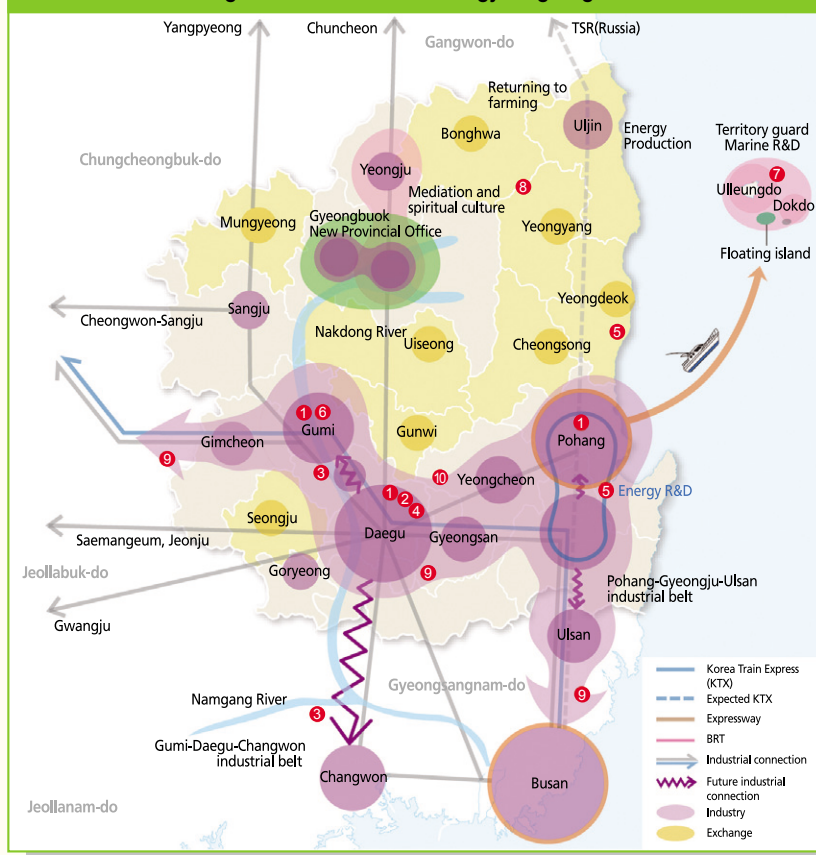 Yangpyeong
Chuncheon
TSR(Russia)
Gangwon-do
Returning to
farming
Bonghwa
Uljin
Energy
Production
Territory guard
Marine R&D
7
Ulleungdo
Dokdo
Floating island
Chungcheongbuk-do
Yeongju
8
Mediation and
spiritual culture
Gyeongbuok
New Provincial Office
Mungyeong
Yeongyang
Yeongdeok
5
Sangju
Cheongwon-Sangju
Nakdong River
Uiseong
Cheongsong
1 6
Gumi
Gunwi
1
Pohang
Gimcheon
9
3
10
Yeongcheon
5 Energy R&D
1
2
4
Seongju
Daegu
Gyeongsan
Saemangeum, Jeonju
Jeollabuk-do
Goryeong
9
Pohang-Gyeongju-Ulsan
industrial belt
Gwangju
Ulsan
Gyeongsangnam-do
9
Namgang River
3
Gumi-Daegu-Changwon
industrial belt
Changwon
Busan
Jeollanam-do
Korea Train Express
(KTX)
Expected KTX
Expressway
BRT
Industrial connection
Future industrial
connection
Industry
Exchange